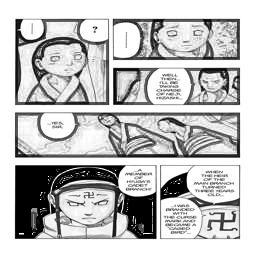 ?
WELL
THEN...
I'LL BE
TAKING
CHARGE
OF NEJI,
HIZASHI...
...YES,
SIR.
...A
MEMBER
OF
HYUGA'S
CADET
BRANCH!
WHEN
THE HEIR
OF THE
MAIN BRANCH
TURNED
THREE YEARS
OLD...
...I WAS
BRANDED
WITH THE
CURSE
MARK AND
BECAME A
"CAGED
BIRD"...